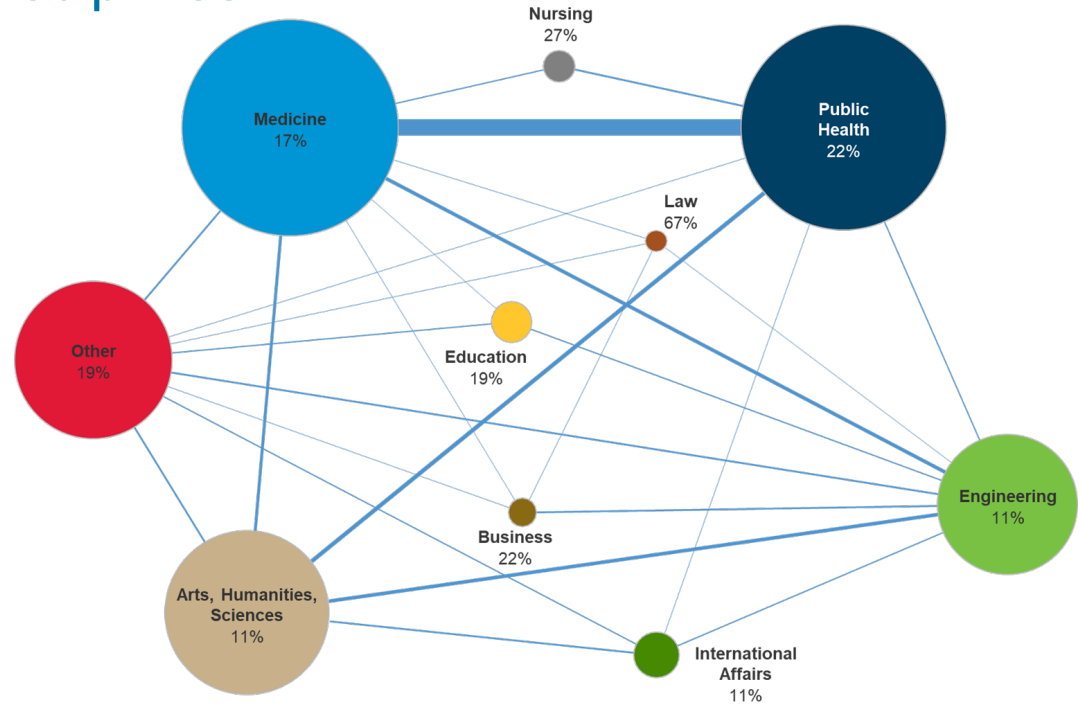 Nursing
27%
Medicine
17%
Public
Health
22%
Law
67%
Other
19%
Education
19%
Engineering
11%
Business
22%
Arts, Humanities,
Sciences
11%
International
Affairs
11%